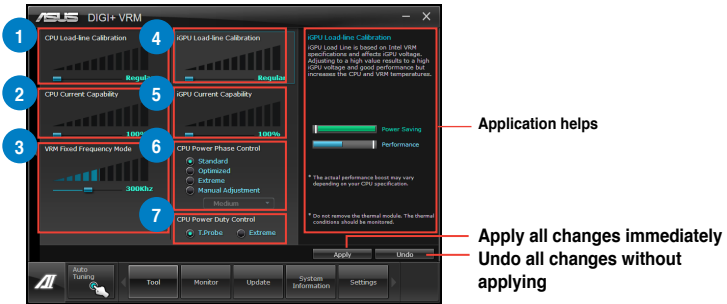 ASUS DIGI+ VRM
1
CPU Load-line Calibration
Regular
2
CPU Current Capability
100%
3
VRM Fixed Frequency Mode
300Khz
4
iGPU Load-line Calibration
Regular
5
iGPU Current Capability
100%
6
CPU Power Phase Control
Standard
Optimized
Extreme
Manual Adjustment
Medium
7
CPU Power Duty Control
T.Probe Extreme
iGPU Load-line Calibration
iGPU Load Line is based on Intel VRM
specifications and affects iGPU voltage.
Adjusting to a high value results to a high
iGPU voltage and good performance but
increases the CPU and VRM temperatures.
Power Saving
Performance
* The actual performance boost may vary
depending on your CPU specification.
* Do not remove the thermal module. The thermal
conditions should be monitored.
Apply Undo
Auto
Tuning
Tool
Monitor
Update
System
Information
Settings
Application helps
Apply all changes immediately
Undo all changes without
applying